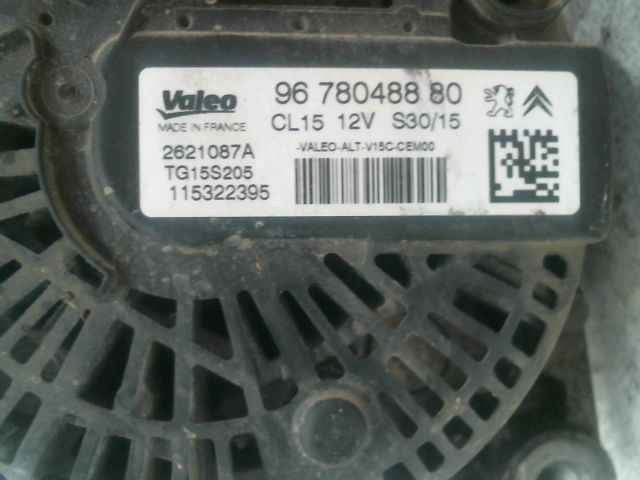 Valeo 96 780488 80
MADE IN FRANCE CL15 12V S30/15
2621087A -VALEO-ALT-V15C-CEM00
TG15S205
115322395